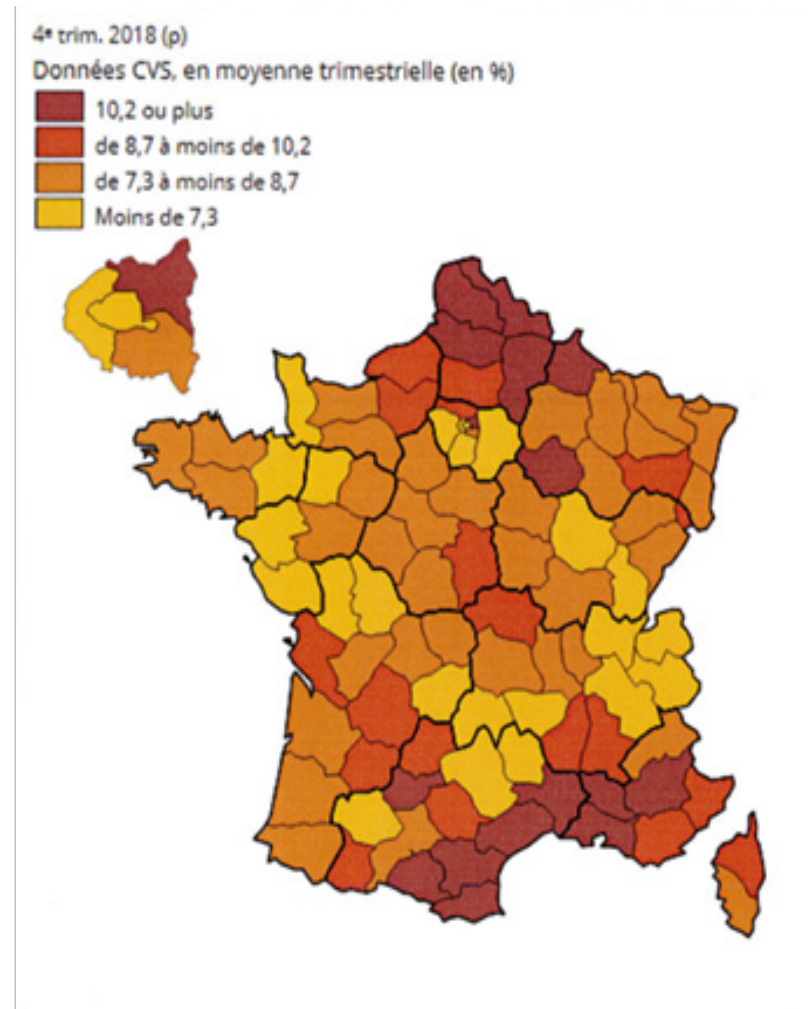 4ᵉ trim. 2018 (p)
Données CVS, en moyenne trimestrielle (en %)
10,2 ou plus
de 8,7 à moins de 10,2
de 7,3 à moins de 8,7
Moins de 7,3